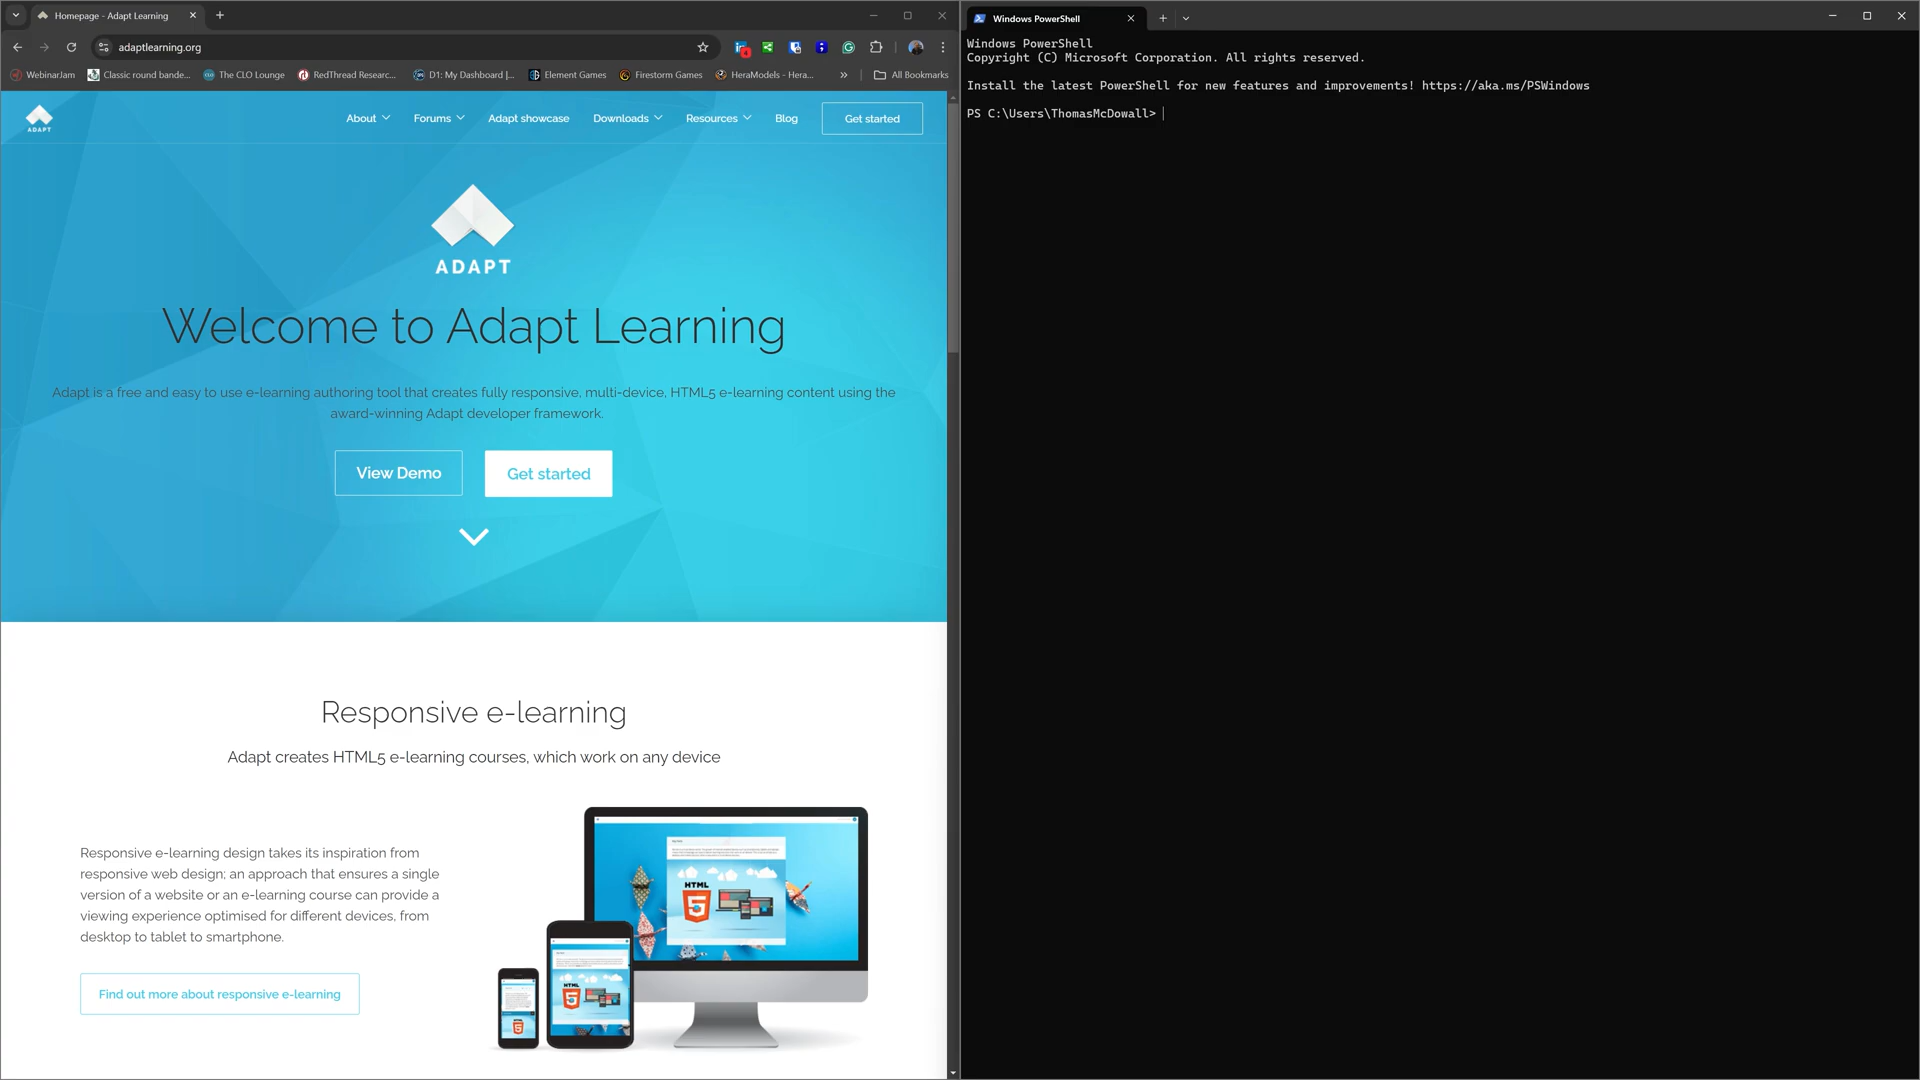 Homepage - Adapt Learning
adaptlearning.org
WebinarJam
Classic round bande...
The CLO Lounge
RedThread Researc...
D1: My Dashboard |...
Element Games
Firestorm Games
HeraModels - Hera...
»
All Bookmarks
ADAPT
About
Forums
Adapt showcase
Downloads
Resources
Blog
Get started
ADAPT
Welcome to Adapt Learning
Adapt is a free and easy to use e-learning authoring tool that creates fully responsive, multi-device, HTML5 e-learning content using the
award-winning Adapt developer framework.
View Demo
Get started
Responsive e-learning
Adapt creates HTML5 e-learning courses, which work on any device
Responsive e-learning design takes its inspiration from
responsive web design; an approach that ensures a single
version of a website or an e-learning course can provide a
viewing experience optimised for different devices, from
desktop to tablet to smartphone.
Find out more about responsive e-learning
HTML
5
HTML
5
Windows PowerShell
Windows PowerShell
Copyright (C) Microsoft Corporation. All rights reserved.
Install the latest PowerShell for new features and improvements! https://aka.ms/PSWindows
PS C:\Users\ThomasMcDowall>